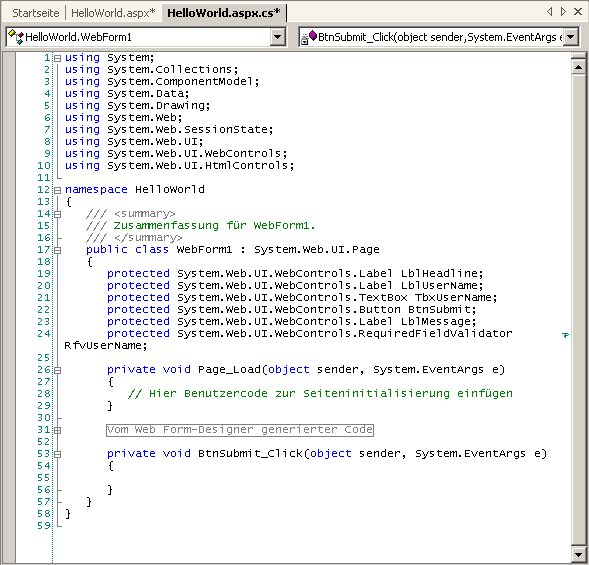 Startseite HelloWorld.aspx* HelloWorld.aspx.cs*
HelloWorld.WebForm1 BtnSubmit_Click(object sender,System.EventArgs e
1 using System;
2 using System.Collections;
3 using System.ComponentModel;
4 using System.Data;
5 using System.Drawing;
6 using System.Web;
7 using System.Web.SessionState;
8 using System.Web.UI;
9 using System.Web.UI.WebControls;
10 using System.Web.UI.HtmlControls;
11
12 namespace HelloWorld
13 {
14 /// <summary>
15 /// Zusammenfassung für WebForm1.
16 /// </summary>
17 public class WebForm1 : System.Web.UI.Page
18 {
19 protected System.Web.UI.WebControls.Label LblHeadline;
20 protected System.Web.UI.WebControls.Label LblUserName;
21 protected System.Web.UI.WebControls.TextBox TbxUserName;
22 protected System.Web.UI.WebControls.Button BtnSubmit;
23 protected System.Web.UI.WebControls.Label LblMessage;
24 protected System.Web.UI.WebControls.RequiredFieldValidator
RfvUserName;
25
26 private void Page_Load(object sender, System.EventArgs e)
27 {
28 // Hier Benutzercode zur Seiteninitialisierung einfügen
29 }
30
31 Vom Web Form-Designer generierter Code
52
53 private void BtnSubmit_Click(object sender, System.EventArgs e)
54 {
55
56 }
57 }
58 }
59